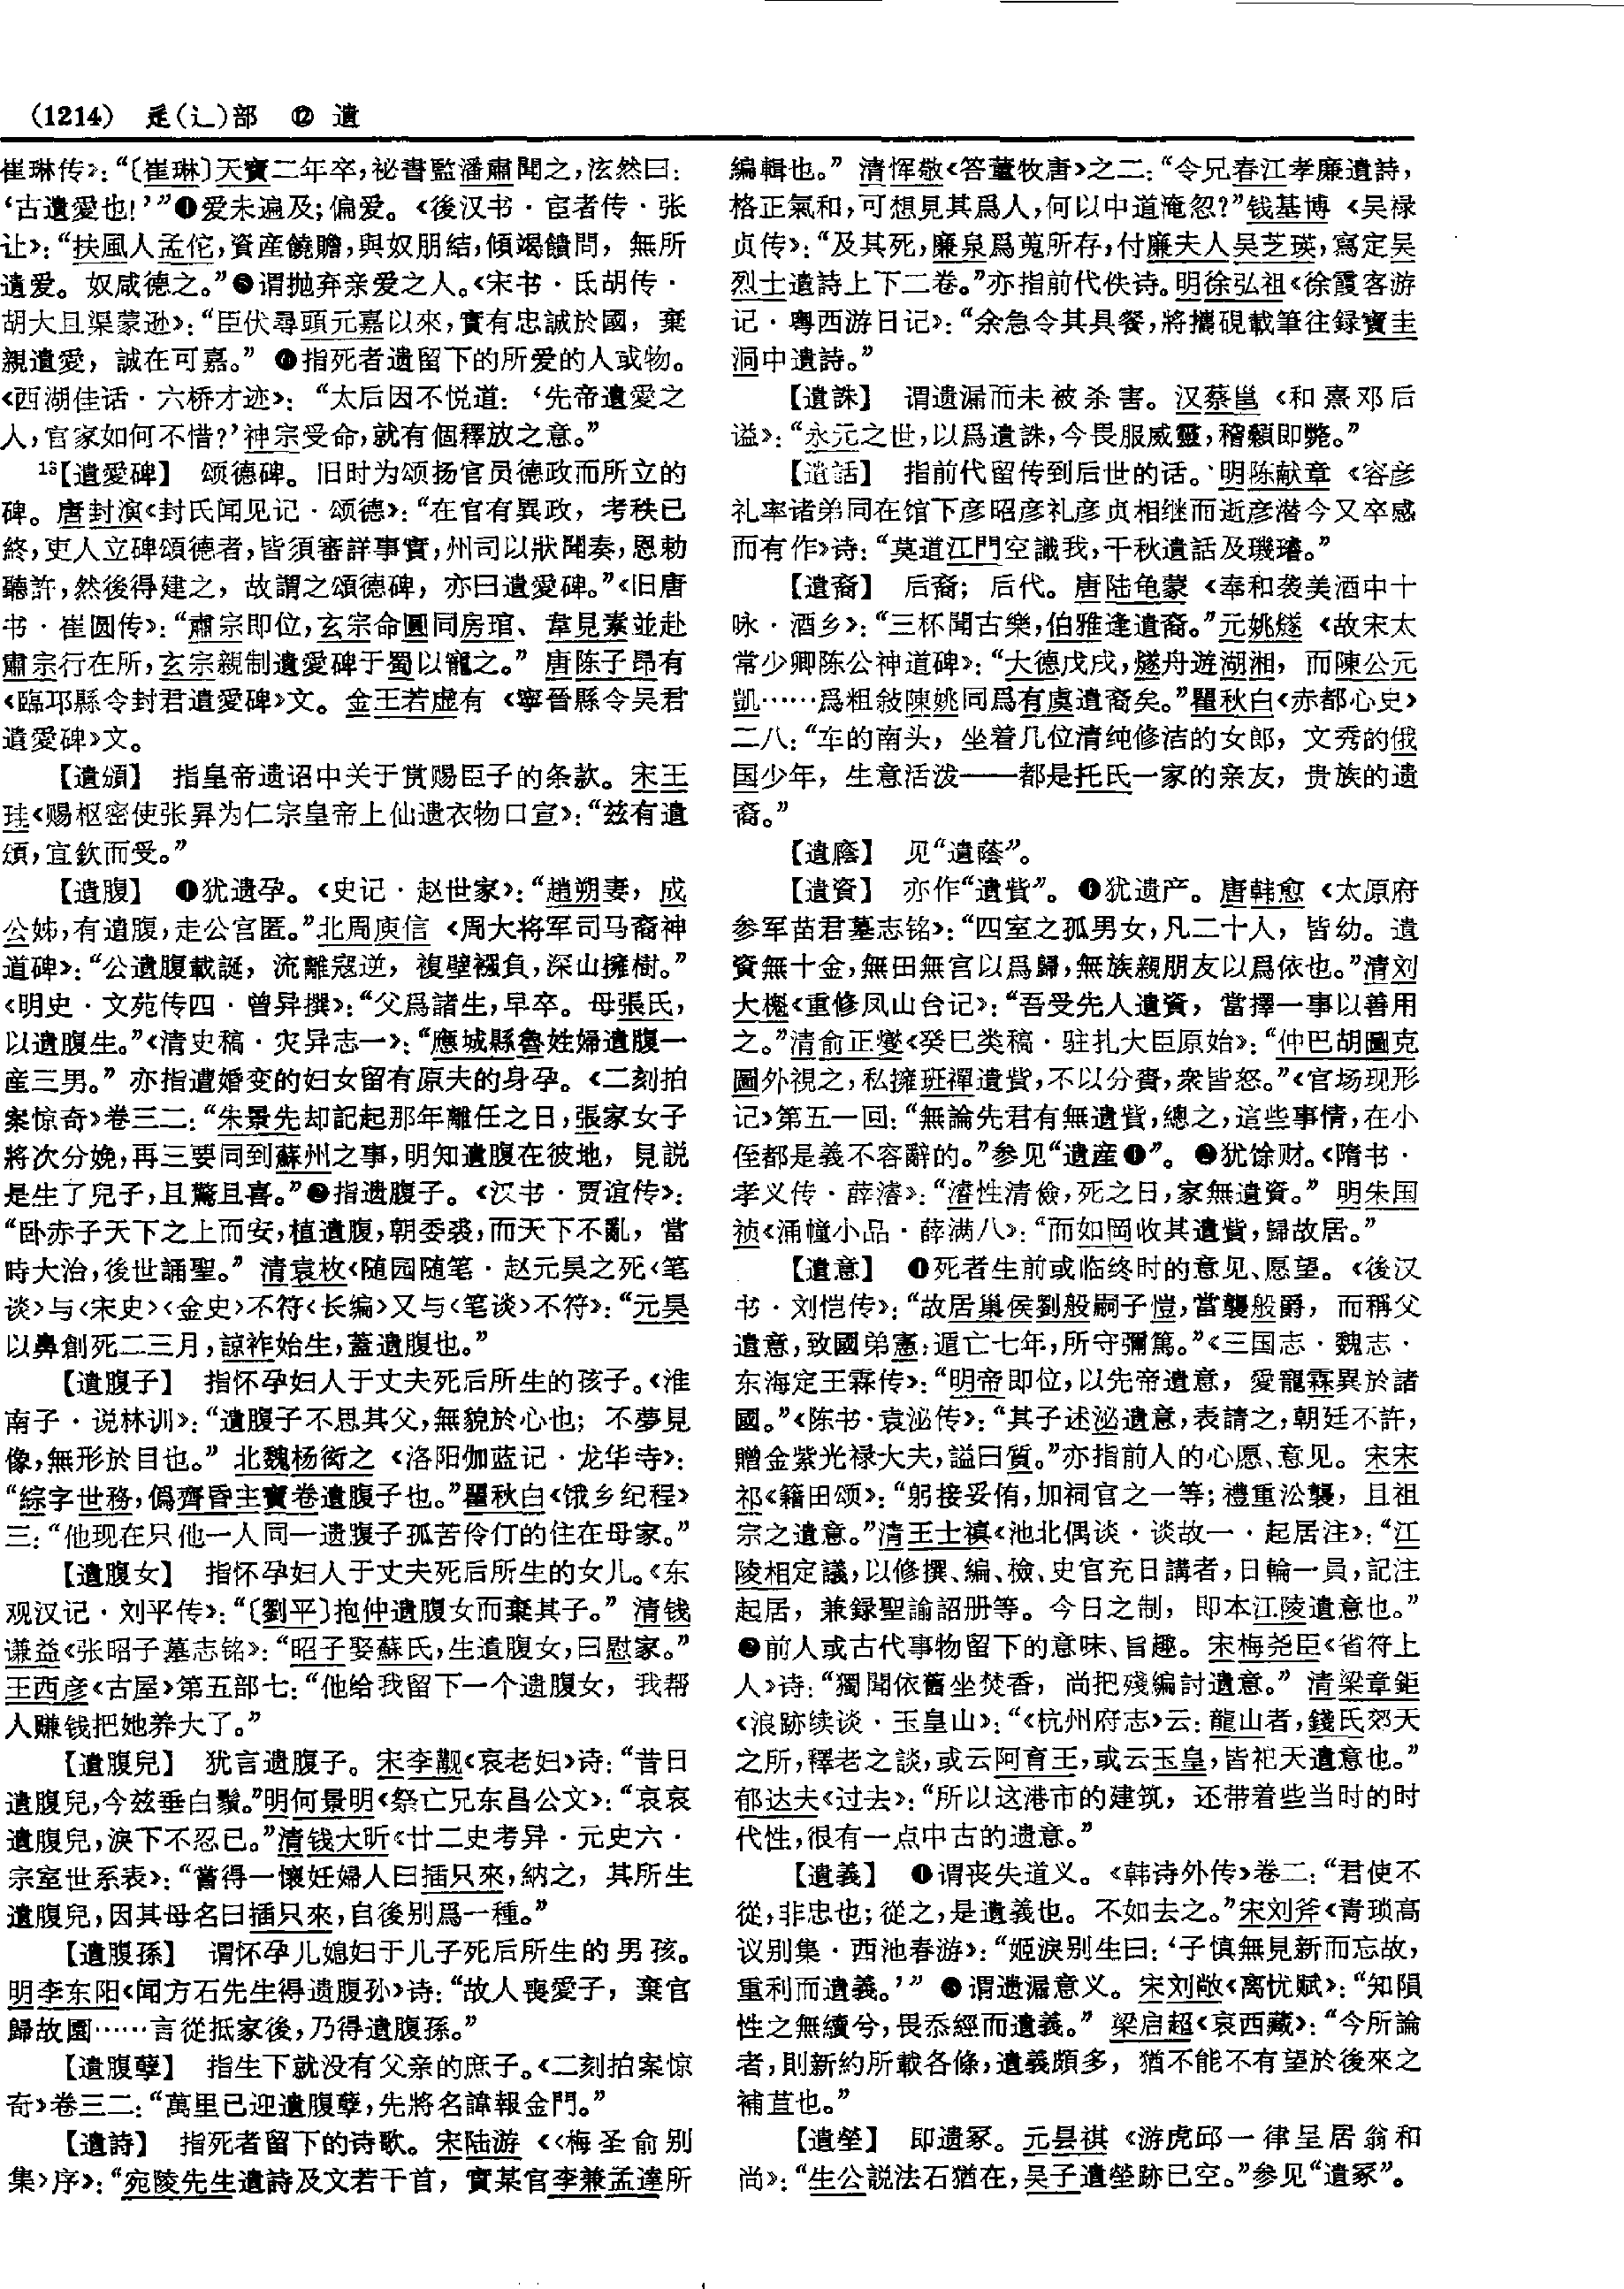 （1214） 辵(辶)部 ⑫ 遺
崔琳传》：“〔崔琳〕天寶二年卒，祕書監潘肅聞之，泫然曰：
‘古遺愛也！’”❹爱未遍及；偏爱。《後汉书·宦者传·张
让》：“扶風人孟佗，資産饒贍，與奴朋結，傾竭饋問，無所
遺爱。奴咸德之。”❺谓抛弃亲爱之人。《宋书·氐胡传·
胡大且渠蒙逊》：“臣伏尋頭元嘉以來，實有忠誠於國，棄
親遺愛，誠在可嘉。” ❻指死者遗留下的所爱的人或物。
《西湖佳话·六桥才迹》：“太后因不悦道：‘先帝遺愛之
人，官家如何不惜？’神宗受命，就有個釋放之意。”
13【遺愛碑】 颂德碑。旧时为颂扬官员德政而所立的
碑。唐封演《封氏闻见记·颂德》：“在官有異政，考秩已
終，吏人立碑頌德者，皆須審詳事實，州司以狀聞奏，恩勅
聽許，然後得建之，故謂之頌德碑，亦曰遺愛碑。”《旧唐
书·崔圆传》：“肅宗即位，玄宗命圓同房琯、韋見素並赴
肅宗行在所，玄宗親制遺愛碑于蜀以寵之。” 唐陈子昂有
《臨邛縣令封君遺愛碑》文。金王若虚有《寧晉縣令吴君
遺愛碑》文。
【遺頒】 指皇帝遗诏中关于赏赐臣子的条款。宋王
珪《赐枢密使张昇为仁宗皇帝上仙遗衣物口宣》：“兹有遺
頒，宜欽而受。”
【遺腹】 ❶犹遗孕。《史记·赵世家》：“趙朔妻，成
公姊，有遺腹，走公宫匿。”北周庾信《周大将军司马裔神
道碑》：“公遺腹載誕，流離寇逆，複壁襁負，深山擁樹。”
《明史·文苑传四·曾异撰》：“父爲諸生，早卒。母張氏，
以遺腹生。”《清史稿·灾异志一》：“應城縣魯姓婦遺腹一
産三男。” 亦指遭婚变的妇女留有原夫的身孕。《二刻拍
案惊奇》卷三二：“朱景先却記起那年離任之日，張家女子
將次分娩，再三要同到蘇州之事，明知遺腹在彼地，見説
是生了兒子，且驚且喜。”❷指遗腹子。《汉书·贾谊传》：
“卧赤子天下之上而安，植遺腹，朝委裘，而天下不亂，當
時大治，後世誦聖。” 清袁枚《随园随笔·赵元昊之死〈笔
谈〉与〈宋史〉〈金史〉不符〈长编〉又与〈笔谈〉不符》：“元昊
以鼻創死二三月，諒祚始生，蓋遺腹也。”
【遺腹子】 指怀孕妇人于丈夫死后所生的孩子。《淮
南子·说林训》：“遺腹子不思其父，無貌於心也；不夢見
像，無形於目也。” 北魏杨衒之《洛阳伽蓝记·龙华寺》：
“綜字世務，僞齊昏主寶卷遺腹子也。”瞿秋白《饿乡纪程》
三：“他现在只他一人同一遗腹子孤苦伶仃的住在母家。”
【遺腹女】 指怀孕妇人于丈夫死后所生的女儿。《东
观汉记·刘平传》：“〔劉平〕抱仲遺腹女而棄其子。” 清钱
谦益《张昭子墓志铭》：“昭子娶蘇氏，生遺腹女，曰慰家。”
王西彦《古屋》第五部七：“他给我留下一个遗腹女，我帮
人赚钱把她养大了。”
【遺腹兒】 犹言遗腹子。宋李觏《哀老妇》诗：“昔日
遺腹兒，今兹垂白鬚。”明何景明《祭亡兄东昌公文》：“哀哀
遺腹兒，淚下不忍已。”清钱大昕《廿二史考异·元史六·
宗室世系表》：“嘗得一懷妊婦人曰插只來，納之，其所生
遺腹兒，因其母名曰插只來，自後别爲一種。”
【遺腹孫】 谓怀孕儿媳妇于儿子死后所生的男孩。
明李东阳《闻方石先生得遗腹孙》诗：“故人喪愛子，棄官
歸故園……言從抵家後，乃得遺腹孫。”
【遺腹孽】 指生下就没有父亲的庶子。《二刻拍案惊
奇》卷三二：“萬里已迎遺腹孽，先將名諱報金門。”
【遺詩】 指死者留下的诗歌。宋陆游《〈梅圣俞别
集〉序》：“宛陵先生遺詩及文若干首，實某官李兼孟達所
編輯也。” 清恽敬《答董牧唐》之二：“令兄春江孝廉遺詩，
格正氣和，可想見其爲人，何以中道淹忽？”钱基博《吴禄
贞传》：“及其死，廉泉爲蒐所存，付廉夫人吴芝瑛，寫定吴
烈士遺詩上下二卷。”亦指前代佚诗。明徐弘祖《徐霞客游
记·粤西游日记》：“余急令其具餐，將攜硯載筆往録寶圭
洞中遺詩。”
【遺誅】 谓遗漏而未被杀害。汉蔡邕《和熹邓后
谥》：“永元之世，以爲遺誅，今畏服威靈，稽顙即斃。”
【遺話】 指前代留传到后世的话。明陈献章《容彦
礼率诸弟同在馆下彦昭彦礼彦贞相继而逝彦潜今又卒感
而有作》诗：“莫道江門空識我，千秋遺話及璣璿。”
【遺裔】 后裔；后代。唐陆龟蒙《奉和袭美酒中十
咏·酒乡》：“三杯聞古樂，伯雅逢遺裔。”元姚燧《故宋太
常少卿陈公神道碑》：“大德戊戌，燧舟遊湖湘，而陳公元
凱……爲粗敍陳姚同爲有虞遺裔矣。”瞿秋白《赤都心史》
二八：“车的南头，坐着几位清纯修洁的女郎，文秀的俄
国少年，生意活泼——都是托氏一家的亲友，贵族的遗
裔。”
【遺廕】 见“遺蔭”。
【遺資】 亦作“遺貲”。❶犹遗产。唐韩愈《太原府
参军苗君墓志铭》：“四室之孤男女，凡二十人，皆幼。遺
資無十金，無田無宫以爲歸，無族親朋友以爲依也。”清刘
大櫆《重修凤山台记》：“吾受先人遺資，當擇一事以善用
之。”清俞正燮《癸巳类稿·驻扎大臣原始》：“仲巴胡圖克
圖外視之，私擁班禪遺貲，不以分賚，衆皆怒。”《官场现形
记》第五一回：“無論先君有無遺貲，總之，這些事情，在小
侄都是義不容辭的。”参见“遺産❶”。❷犹馀财。《隋书·
孝义传·薛濬》：“濬性清儉，死之日，家無遺資。” 明朱国
祯《涌幢小品·薛满八》：“而如岡收其遺貲，歸故居。”
【遺意】 ❶死者生前或临终时的意见、愿望。《後汉
书·刘恺传》：“故居巢侯劉般嗣子愷，當襲般爵，而稱父
遺意，致國弟憲；遁亡七年，所守彌篤。”《三国志·魏志·
东海定王霖传》：“明帝即位，以先帝遺意，愛寵霖異於諸
國。”《陈书·袁泌传》：“其子述泌遺意，表請之，朝廷不許，
贈金紫光禄大夫，謚曰質。”亦指前人的心愿、意见。宋宋
祁《籍田颂》：“躬接妥侑，加祠官之一等；禮重沿襲，且祖
宗之遺意。”清王士禛《池北偶谈·谈故一·起居注》：“江
陵相定議，以修撰、編、檢、史官充日講者，日輪一員，記注
起居，兼録聖諭詔册等。今日之制，即本江陵遺意也。”
❷前人或古代事物留下的意味、旨趣。宋梅尧臣《省符上
人》诗：“獨聞依舊坐焚香，尚把殘編討遺意。” 清梁章鉅
《浪跡续谈·玉皇山》：“《杭州府志》云：龍山者，錢氏郊天
之所，釋老之談，或云阿育王，或云玉皇，皆祀天遺意也。”
郁达夫《过去》：“所以这港市的建筑，还带着些当时的时
代性，很有一点中古的遗意。”
【遺義】 ❶谓丧失道义。《韩诗外传》卷二：“君使不
從，非忠也；從之，是遺義也。不如去之。”宋刘斧《青琐高
议别集·西池春游》：“姬淚别生曰：‘子慎無見新而忘故，
重利而遺義。’” ❷谓遗漏意义。宋刘敞《离忧赋》：“知隕
性之無續兮，畏忝經而遺義。” 梁启超《哀西藏》：“今所論
者，則新約所載各條，遺義頗多，猶不能不有望於後來之
補苴也。”
【遺塋】 即遗冢。元昙祺《游虎邱一律呈居翁和
尚》：“生公説法石猶在，吴子遺塋跡已空。”参见“遺冢”。